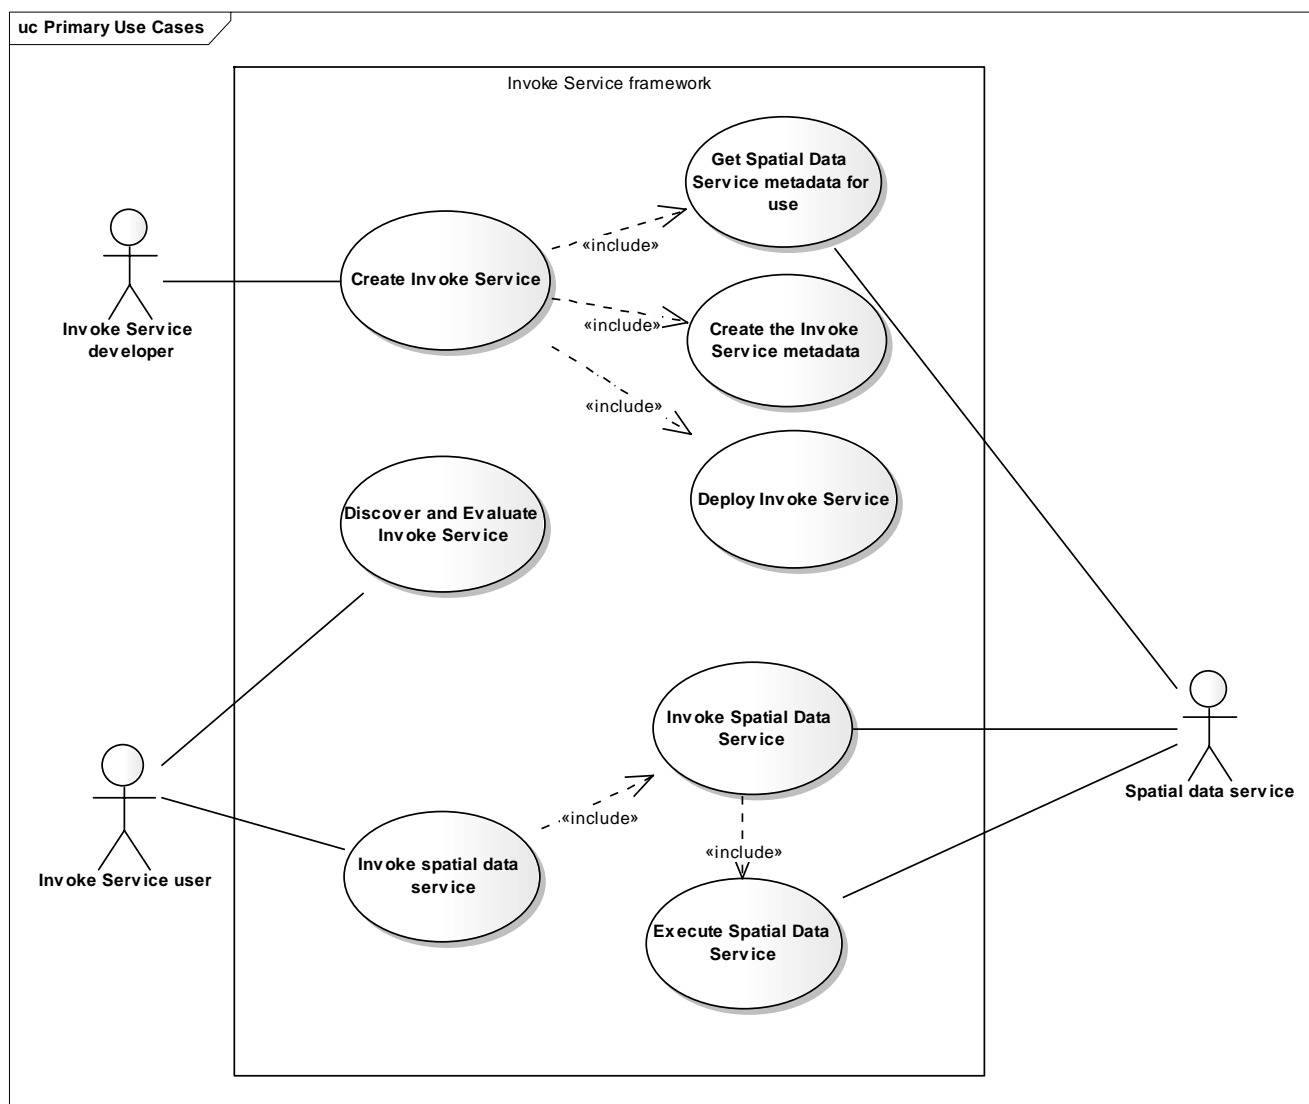 uc Primary Use Cases
Invoke Service framework
Get Spatial Data
Service metadata for
use
«include»
Create Invoke Service
Invoke Service
developer
«include»
Create the Invoke
Service metadata
«include»
Deploy Invoke Service
Discover and Evaluate
Invoke Service
Invoke Spatial Data
Service
Spatial data service
«include»
Invoke spatial data
service
Invoke Service user
«include»
Execute Spatial Data
Service